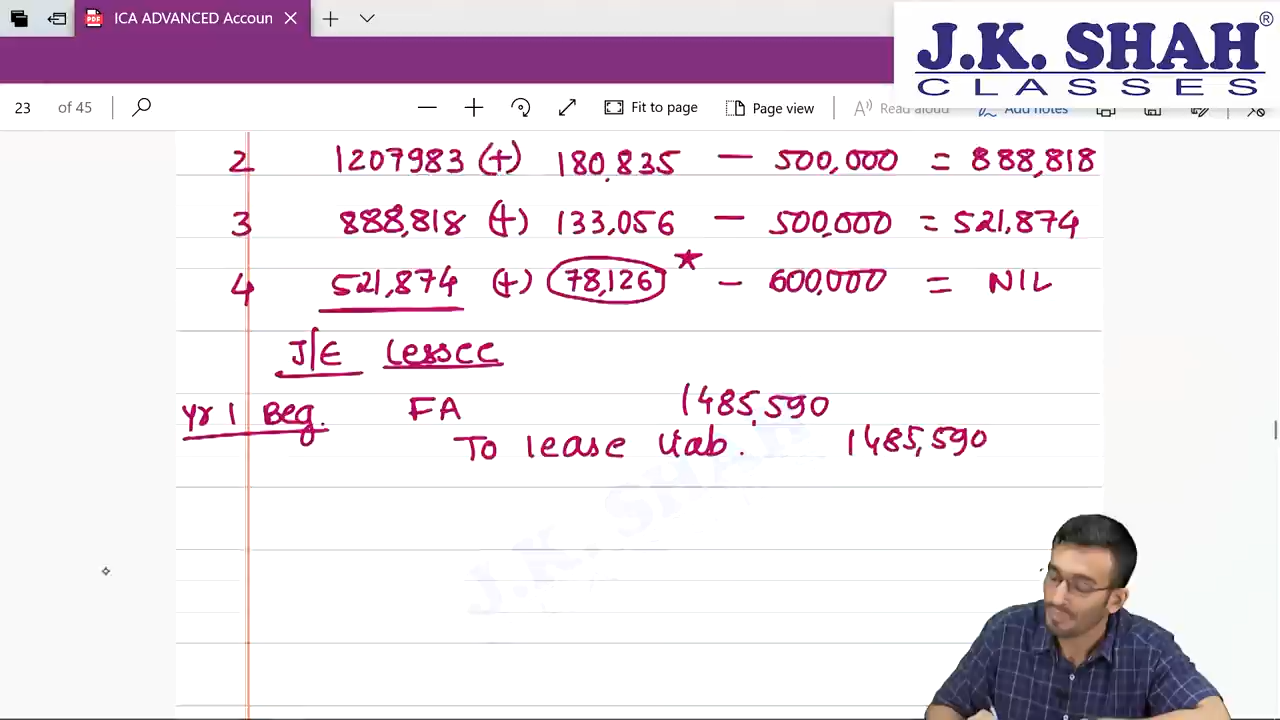 ICA ADVANCED Accoun
J.K. SHAH®
CLASSES
23 of 45
Fit to page
Page view
Read aloud
Add notes
2 1207983 (+) 180,835 — 500,000 = 888,818
3 888,818 (+) 133,056 — 500,000 = 521,874
4 521,874 (+) 78,126 ★ — 600,000 = NIL
J/E Lessee
Yr 1 Beg. FA 1485,590
To lease liab. 1485,590
J.K. SHAH